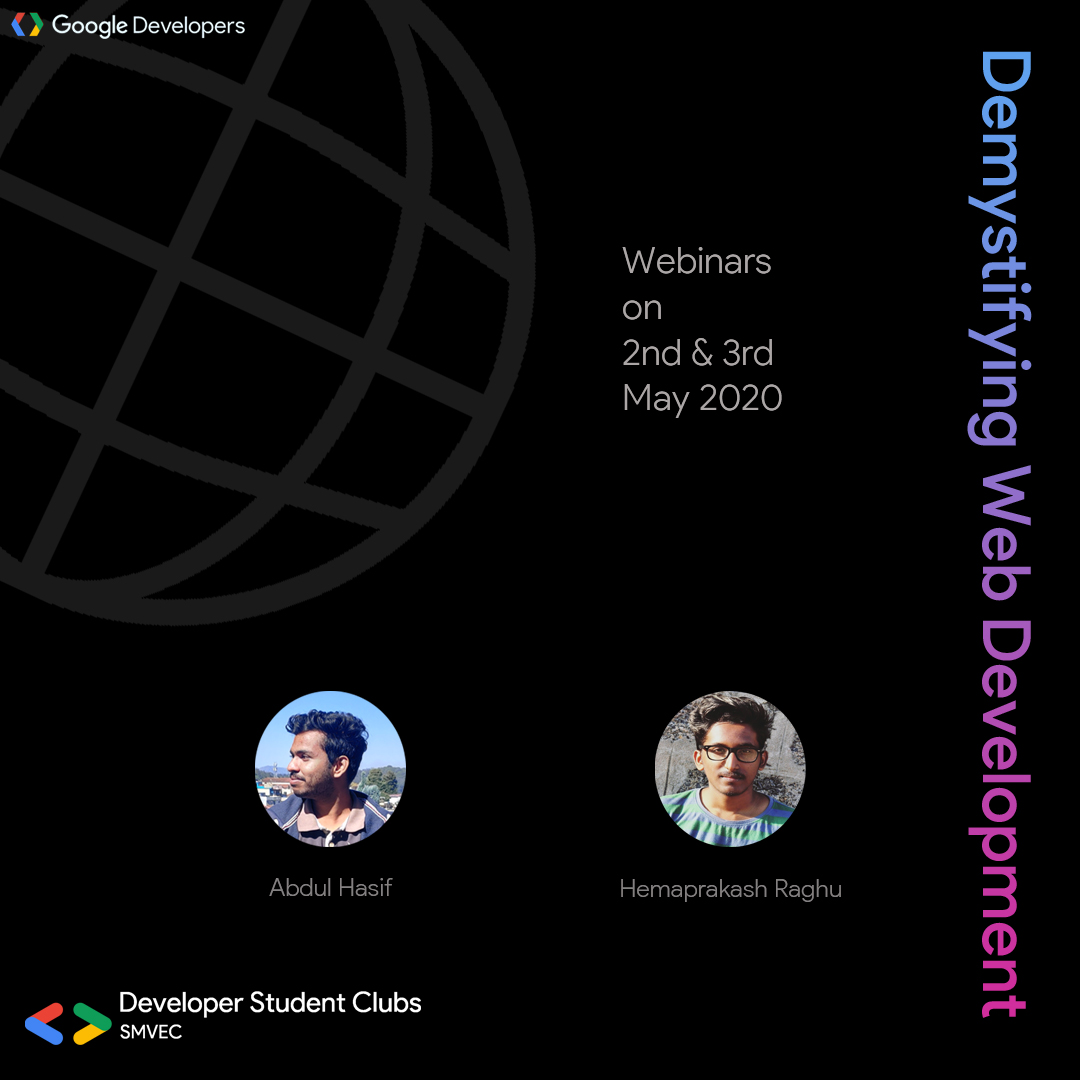 Google Developers
Demystifying Web Development
Webinars
on
2nd & 3rd
May 2020
Abdul Hasif
Hemaprakash Raghu
Developer Student Clubs
SMVEC